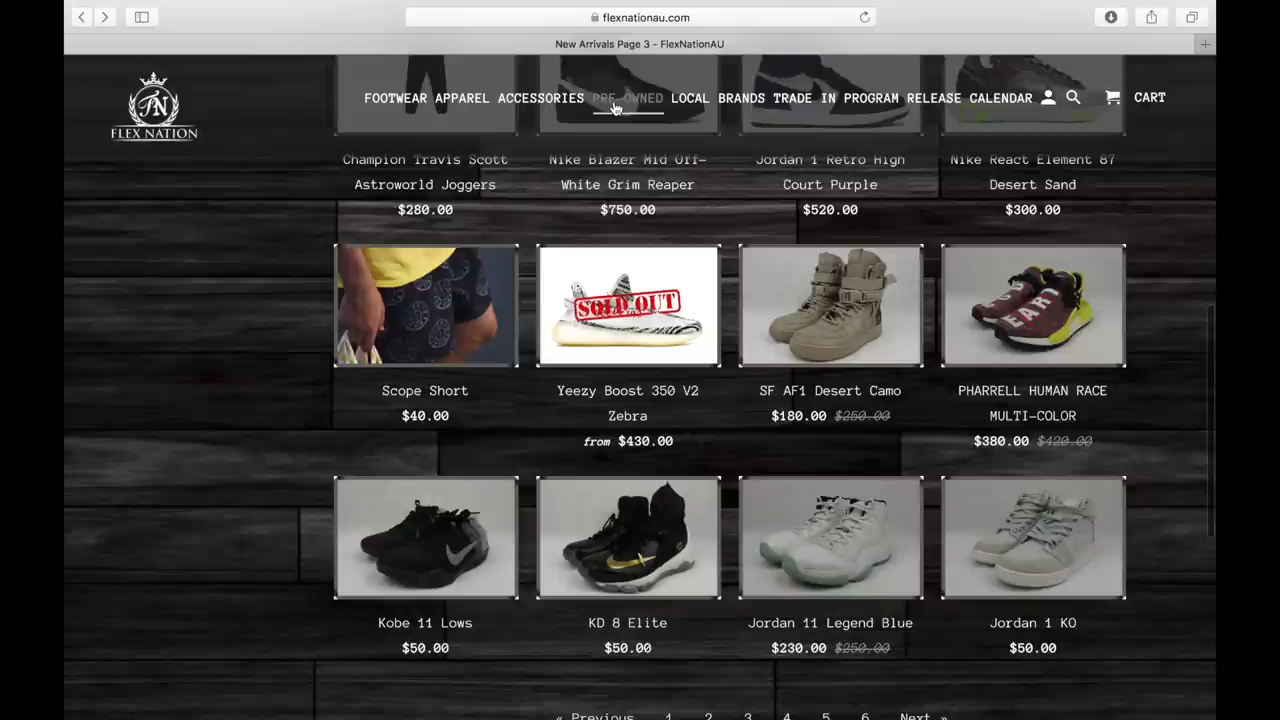 flexnationau.com
New Arrivals Page 3 - FlexNationAU
FLEX NATION
FOOTWEAR APPAREL ACCESSORIES PRE-OWNED LOCAL BRANDS TRADE IN PROGRAM RELEASE CALENDAR CART
Champion Travis Scott Astroworld Joggers
$280.00
Nike Blazer Mid Off-White Grim Reaper
$750.00
Jordan 1 Retro High Court Purple
$520.00
Nike React Element 87 Desert Sand
$300.00
SOLD OUT
Scope Short
$40.00
Yeezy Boost 350 V2 Zebra
from $430.00
SF AF1 Desert Camo
$180.00 $250.00
PHARRELL HUMAN RACE MULTI-COLOR
$380.00 $420.00
Kobe 11 Lows
$50.00
KD 8 Elite
$50.00
Jordan 11 Legend Blue
$230.00 $250.00
Jordan 1 KO
$50.00
« Previous 1 2 3 4 5 6 Next »